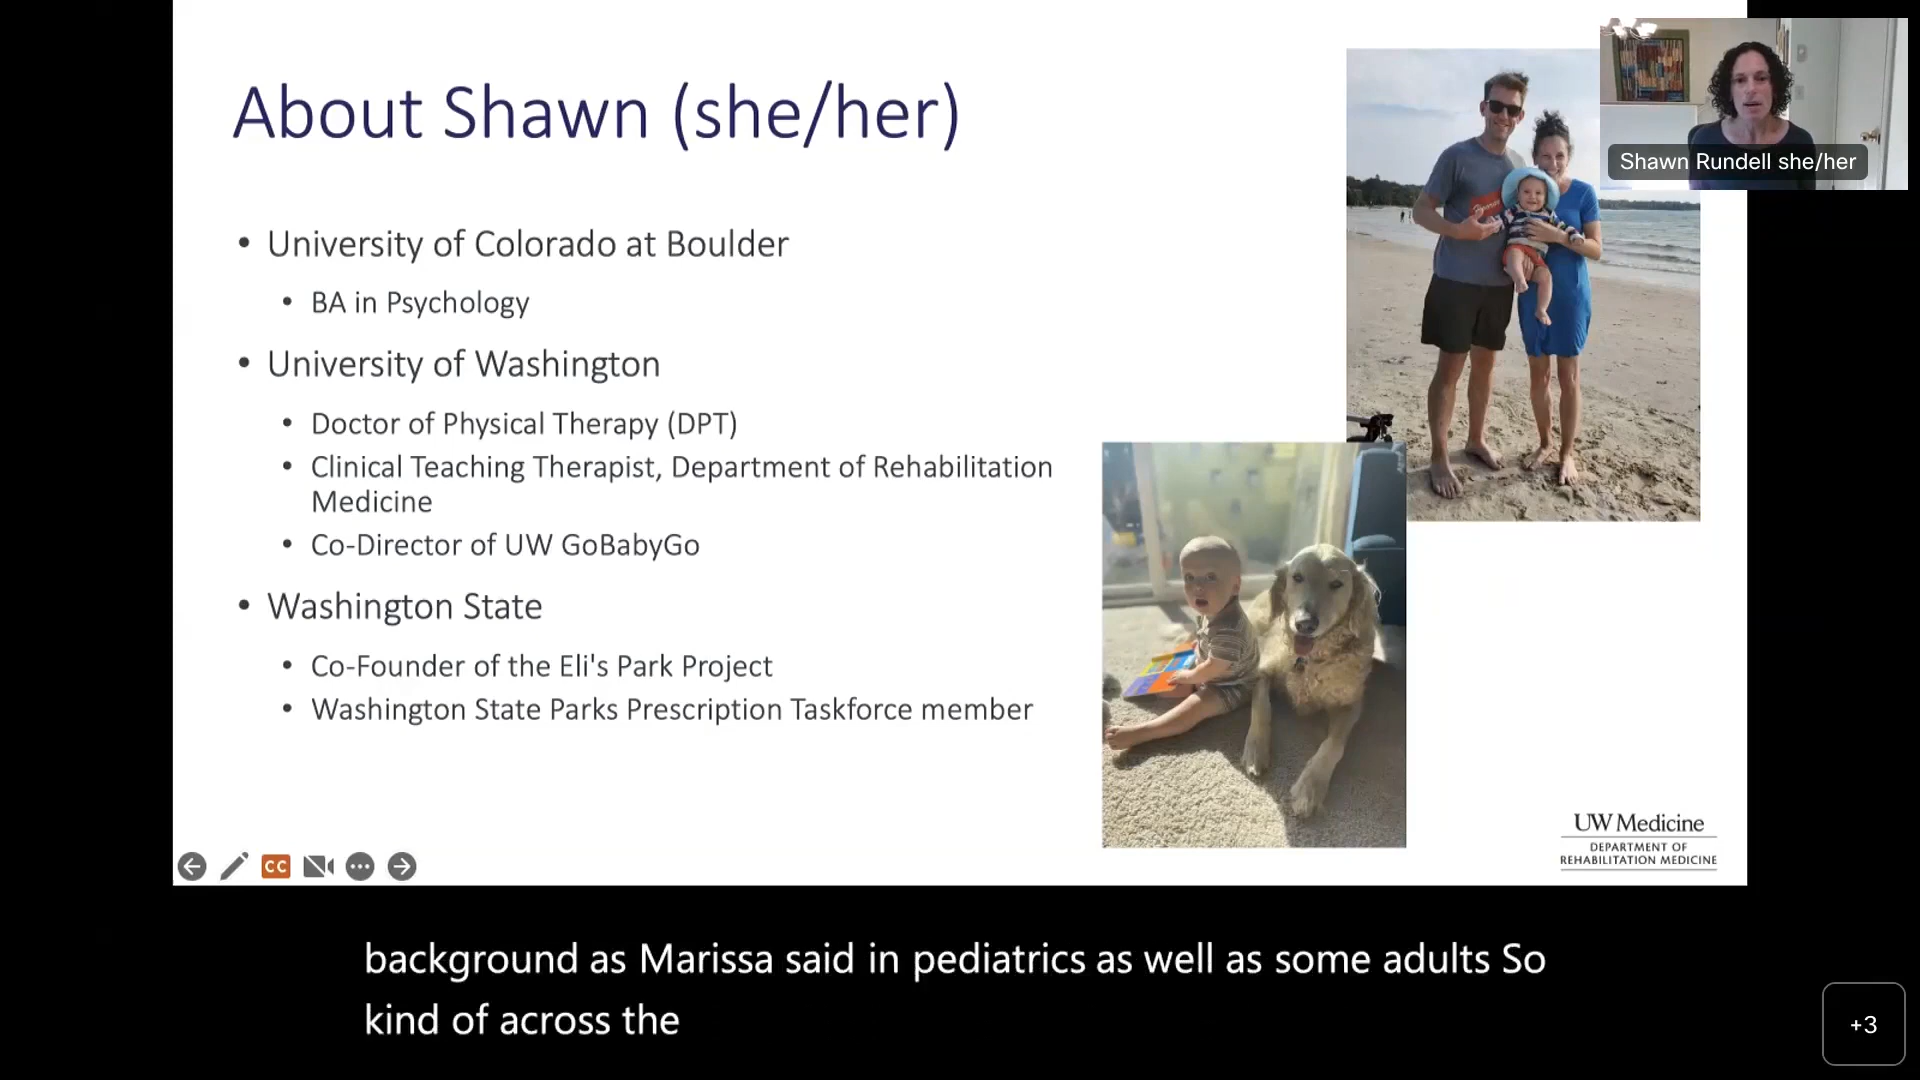 About Shawn (she/her)
Shawn Rundell she/her
• University of Colorado at Boulder
• BA in Psychology
• University of Washington
• Doctor of Physical Therapy (DPT)
• Clinical Teaching Therapist, Department of Rehabilitation
Medicine
• Co-Director of UW GoBabyGo
• Washington State
• Co-Founder of the Eli's Park Project
• Washington State Parks Prescription Taskforce member
UW Medicine
DEPARTMENT OF
REHABILITATION MEDICINE
CC
background as Marissa said in pediatrics as well as some adults So
kind of across the
+3